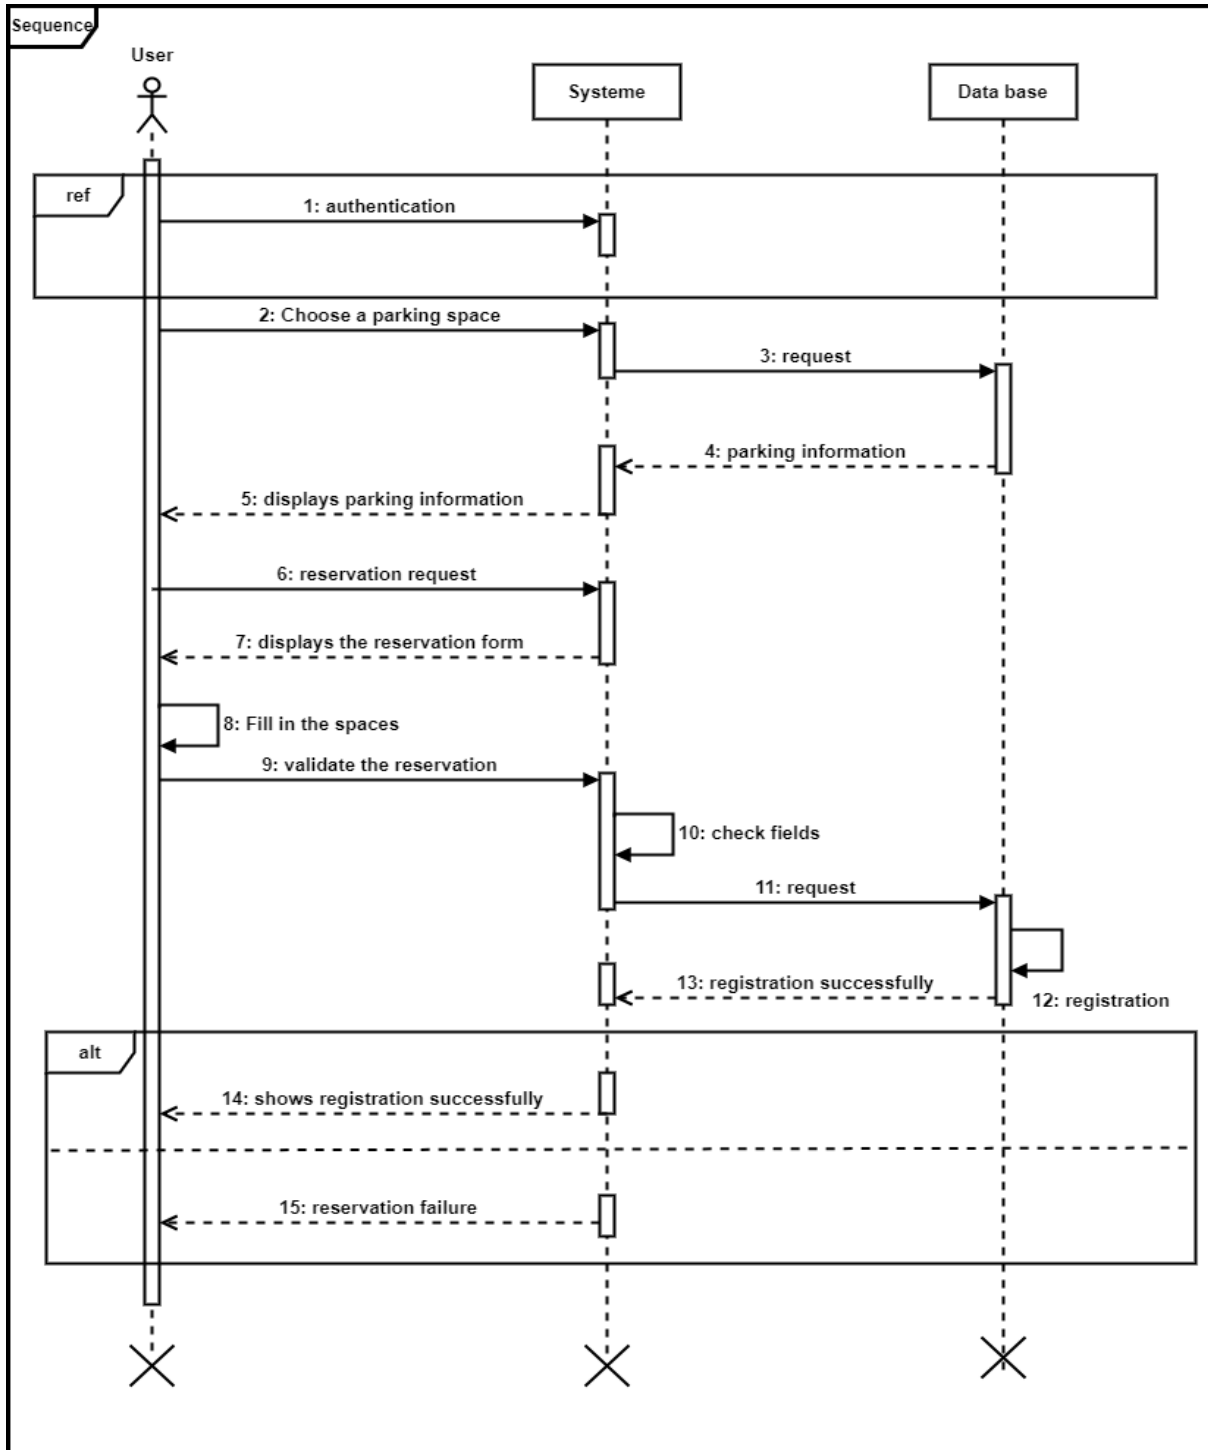 Sequence
User
Systeme
Data base
ref
1: authentication
2: Choose a parking space
3: request
4: parking information
5: displays parking information
6: reservation request
7: displays the reservation form
8: Fill in the spaces
9: validate the reservation
10: check fields
11: request
13: registration successfully
12: registration
alt
14: shows registration successfully
15: reservation failure